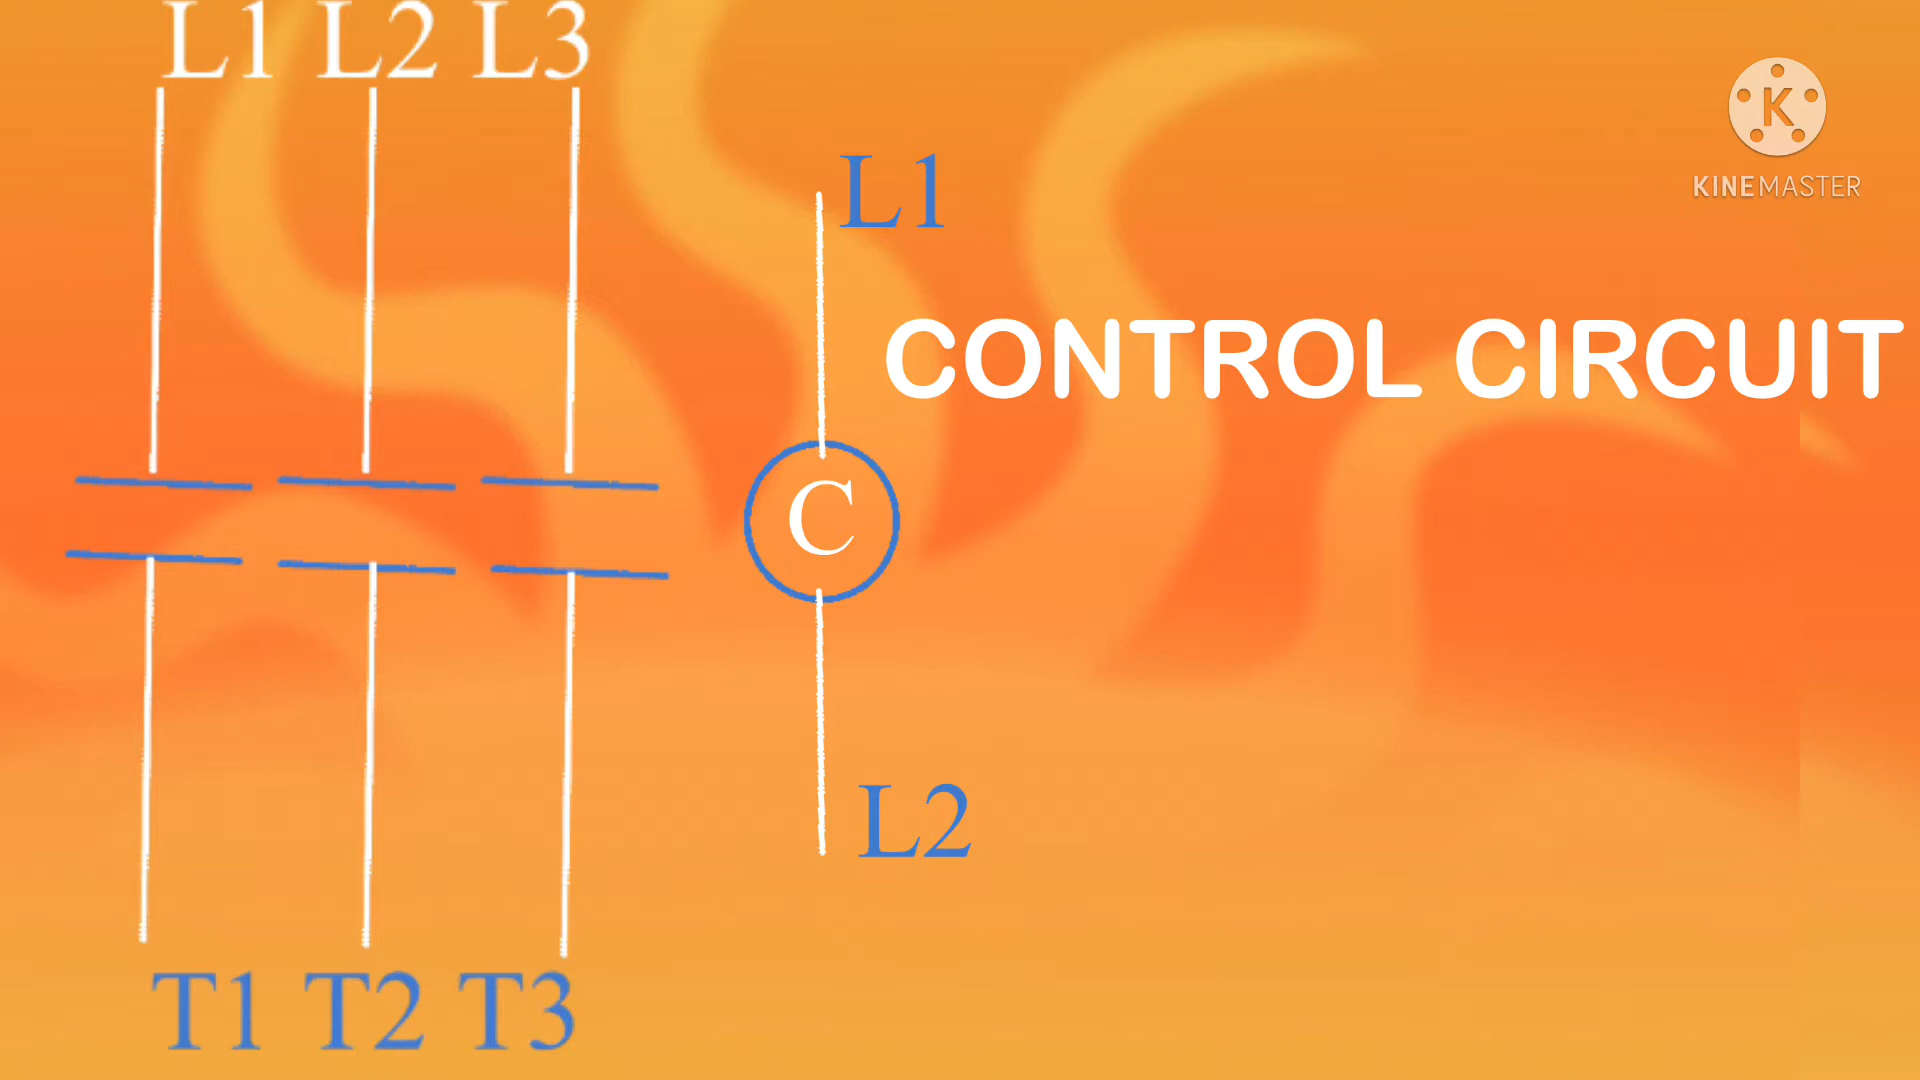 L1 L2 L3
K
KINEMASTER
L1
CONTROL CIRCUIT
C
L2
T1 T2 T3